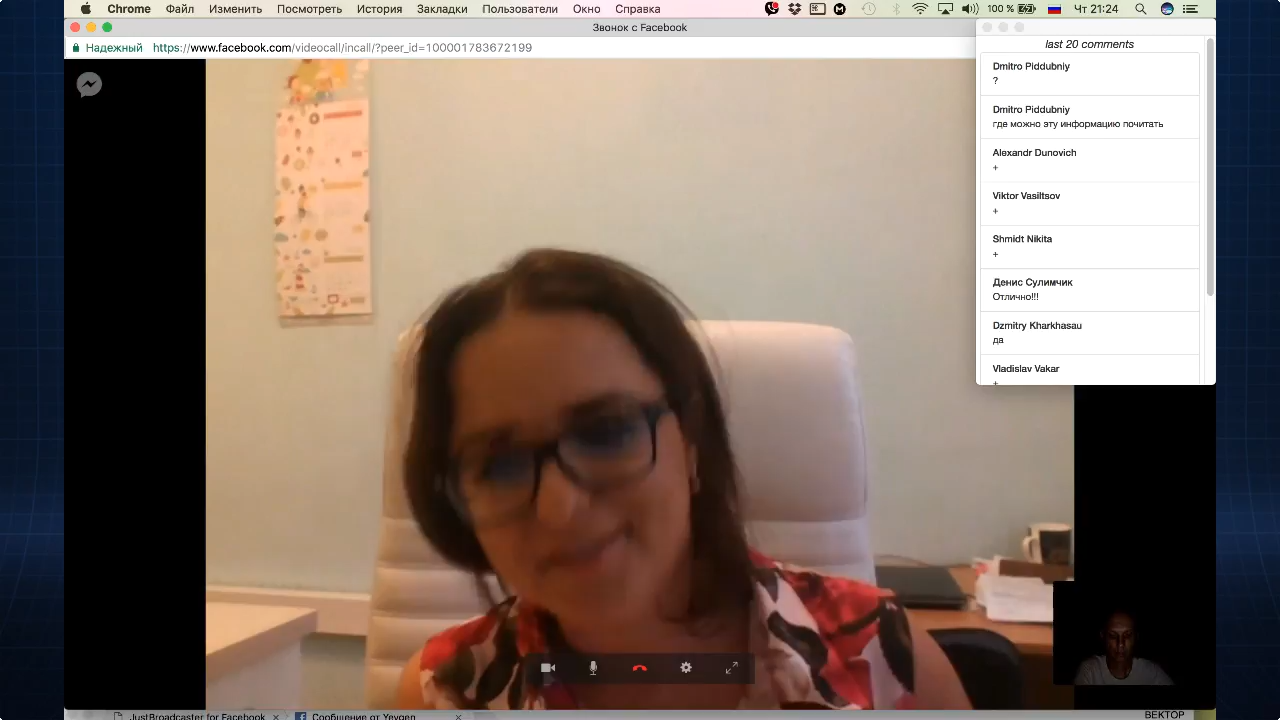 Chrome Файл Изменить Посмотреть История Закладки Пользователи Окно Справка 100 % Чт 21:24
Звонок с Facebook
Надежный https://www.facebook.com/videocall/incall/?peer_id=100001783672199
last 20 comments
Dmitro Piddubniy
?
Dmitro Piddubniy
где можно эту информацию почитать
Alexandr Dunovich
+
Viktor Vasiltsov
+
Shmidt Nikita
+
Денис Сулимчик
Отлично!!!
Dzmitry Kharkhasau
да
Vladislav Vakar
+
JustBroadcaster for Facebook Сообщение от Yevgen ВЕКТОР